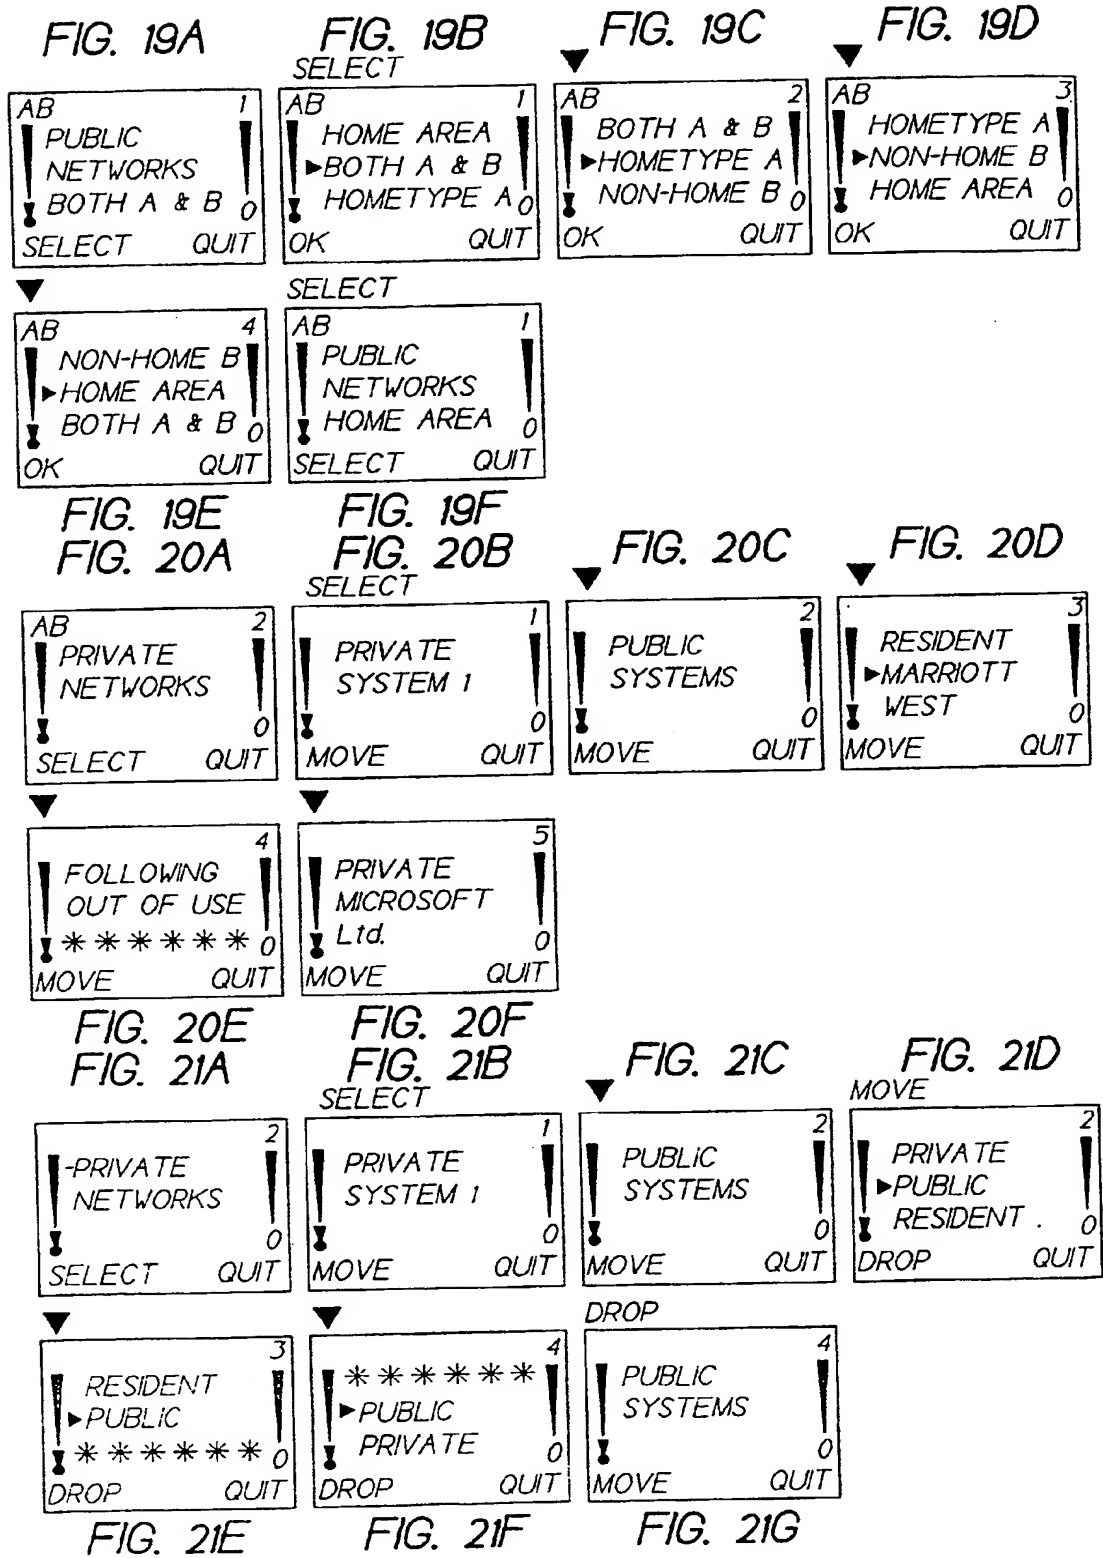 FIG. 19A
FIG. 19B
FIG. 19C
FIG. 19D
SELECT
AB 1
PUBLIC
NETWORKS
BOTH A & B 0
SELECT QUIT
AB 1
HOME AREA
▶BOTH A & B
HOMETYPE A 0
OK QUIT
AB 2
BOTH A & B
▶HOMETYPE A
NON-HOME B 0
OK QUIT
AB 3
HOMETYPE A
▶NON-HOME B
HOME AREA 0
OK QUIT
SELECT
AB 4
NON-HOME B
▶HOME AREA
BOTH A & B 0
OK QUIT
AB 1
PUBLIC
NETWORKS
HOME AREA 0
SELECT QUIT
FIG. 19E
FIG. 19F
FIG. 20A
FIG. 20B
FIG. 20C
FIG. 20D
SELECT
AB 2
PRIVATE
NETWORKS
0
SELECT QUIT
1
PRIVATE
SYSTEM 1
0
MOVE QUIT
2
PUBLIC
SYSTEMS
0
MOVE QUIT
3
RESIDENT
▶MARRIOTT
WEST 0
MOVE QUIT
4
FOLLOWING
OUT OF USE
****** 0
MOVE QUIT
5
PRIVATE
MICROSOFT
Ltd. 0
MOVE QUIT
FIG. 20E
FIG. 20F
FIG. 21A
FIG. 21B
FIG. 21C
FIG. 21D
SELECT
MOVE
2
-PRIVATE
NETWORKS
0
SELECT QUIT
1
PRIVATE
SYSTEM 1
0
MOVE QUIT
2
PUBLIC
SYSTEMS
0
MOVE QUIT
2
PRIVATE
▶PUBLIC
RESIDENT . 0
DROP QUIT
DROP
3
RESIDENT
▶PUBLIC
****** 0
DROP QUIT
4
******
▶PUBLIC
PRIVATE 0
DROP QUIT
4
PUBLIC
SYSTEMS
0
MOVE QUIT
FIG. 21E
FIG. 21F
FIG. 21G